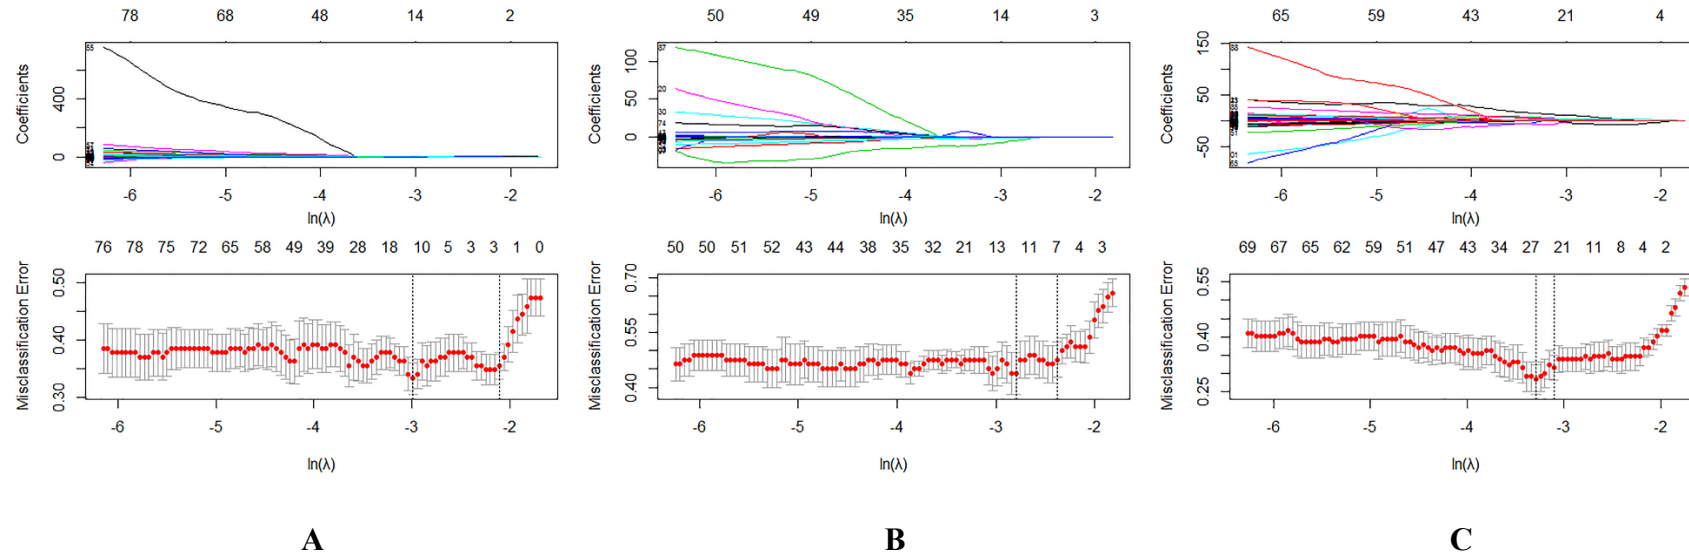 78 68 48 14 2
Coefficients
400
0
55
-6 -5 -4 -3 -2
ln(λ)
76 78 75 72 65 58 49 39 28 18 10 5 3 3 1 0
Misclassification Error
0.50
0.40
0.30
-6 -5 -4 -3 -2
ln(λ)
A
50 49 35 14 3
Coefficients
100
50
0
37
20
30
74
-6 -5 -4 -3 -2
ln(λ)
50 50 51 52 43 44 38 35 32 21 13 11 7 4 3
Misclassification Error
0.70
0.55
0.40
-6 -5 -4 -3 -2
ln(λ)
B
65 59 43 21 4
Coefficients
150
50
-50
-6 -5 -4 -3 -2
ln(λ)
69 67 65 62 59 51 47 43 34 27 21 11 8 4 2
Misclassification Error
0.55
0.40
0.25
-6 -5 -4 -3 -2
ln(λ)
C